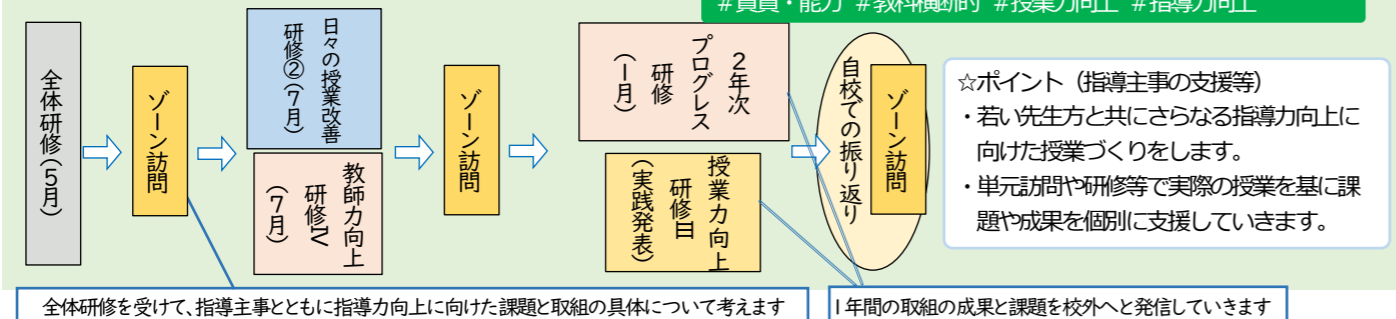 #資質・能力 #教科横断的 #授業力向上 #指導力向上
全体研修(5月)
ゾーン訪問
日々の授業改善
研修②(7月)
教師力向上
研修Ⅳ
(7月)
ゾーン訪問
2年次
プログレス
研修
(1月)
授業力向上
研修Ⅲ
(実践発表)
自校での振り返り
ゾーン訪問
☆ポイント(指導主事の支援等)
・若い先生方と共にさらなる指導力向上に
向けた授業づくりをします。
・単元訪問や研修等で実際の授業を基に課
題や成果を個別に支援していきます。
全体研修を受けて、指導主事とともに指導力向上に向けた課題と取組の具体について考えます
1年間の取組の成果と課題を校外へと発信していきます